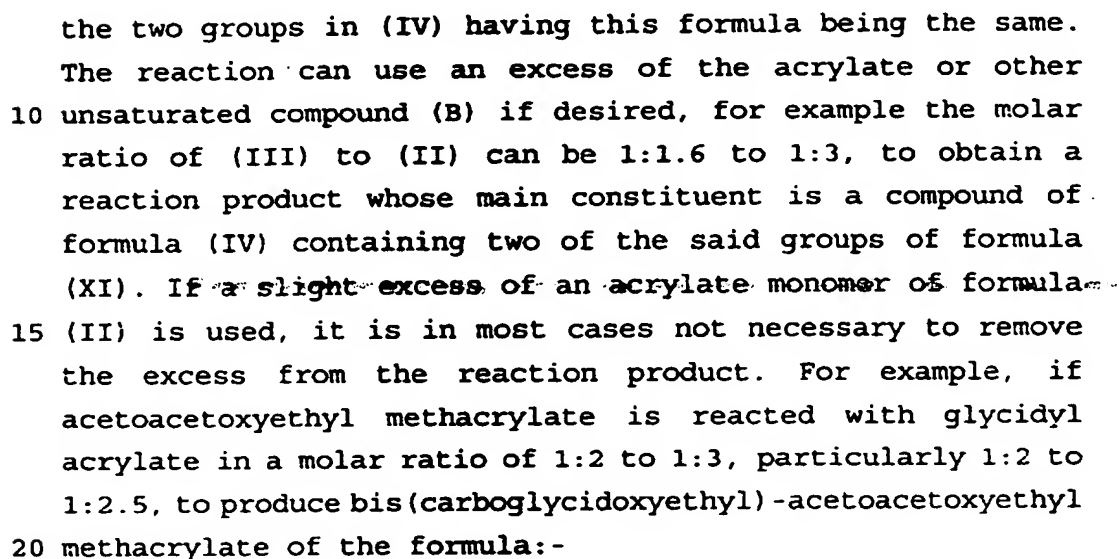 the two groups in (IV) having this formula being the same.
The reaction can use an excess of the acrylate or other
10 unsaturated compound (B) if desired, for example the molar
ratio of (III) to (II) can be 1:1.6 to 1:3, to obtain a
reaction product whose main constituent is a compound of
formula (IV) containing two of the said groups of formula
(XI). If a slight excess of an acrylate monomer of formula
15 (II) is used, it is in most cases not necessary to remove
the excess from the reaction product. For example, if
acetoacetoxyethyl methacrylate is reacted with glycidyl
acrylate in a molar ratio of 1:2 to 1:3, particularly 1:2 to
1:2.5, to produce bis(carboglycidoxyethyl)-acetoacetoxyethyl
20 methacrylate of the formula:-